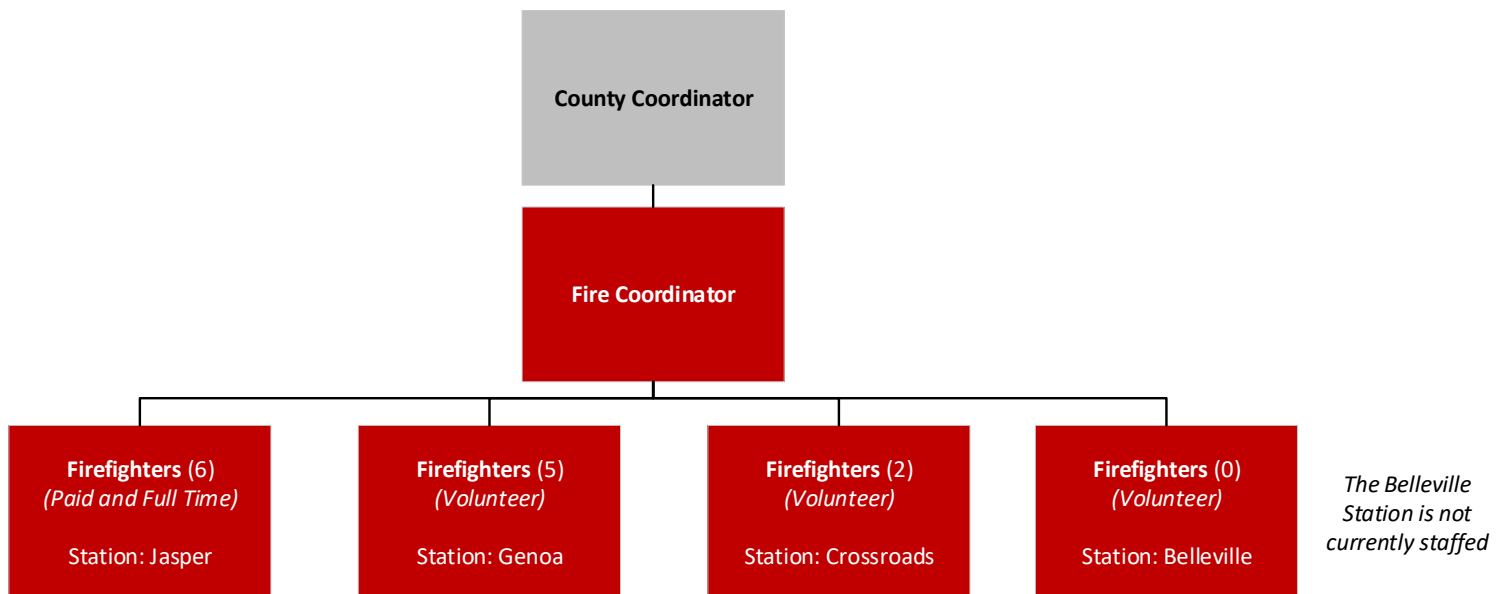 County Coordinator
Fire Coordinator
Firefighters (6)
(Paid and Full Time)
Station: Jasper
Firefighters (5)
(Volunteer)
Station: Genoa
Firefighters (2)
(Volunteer)
Station: Crossroads
Firefighters (0)
(Volunteer)
Station: Belleville
The Belleville
Station is not
currently staffed